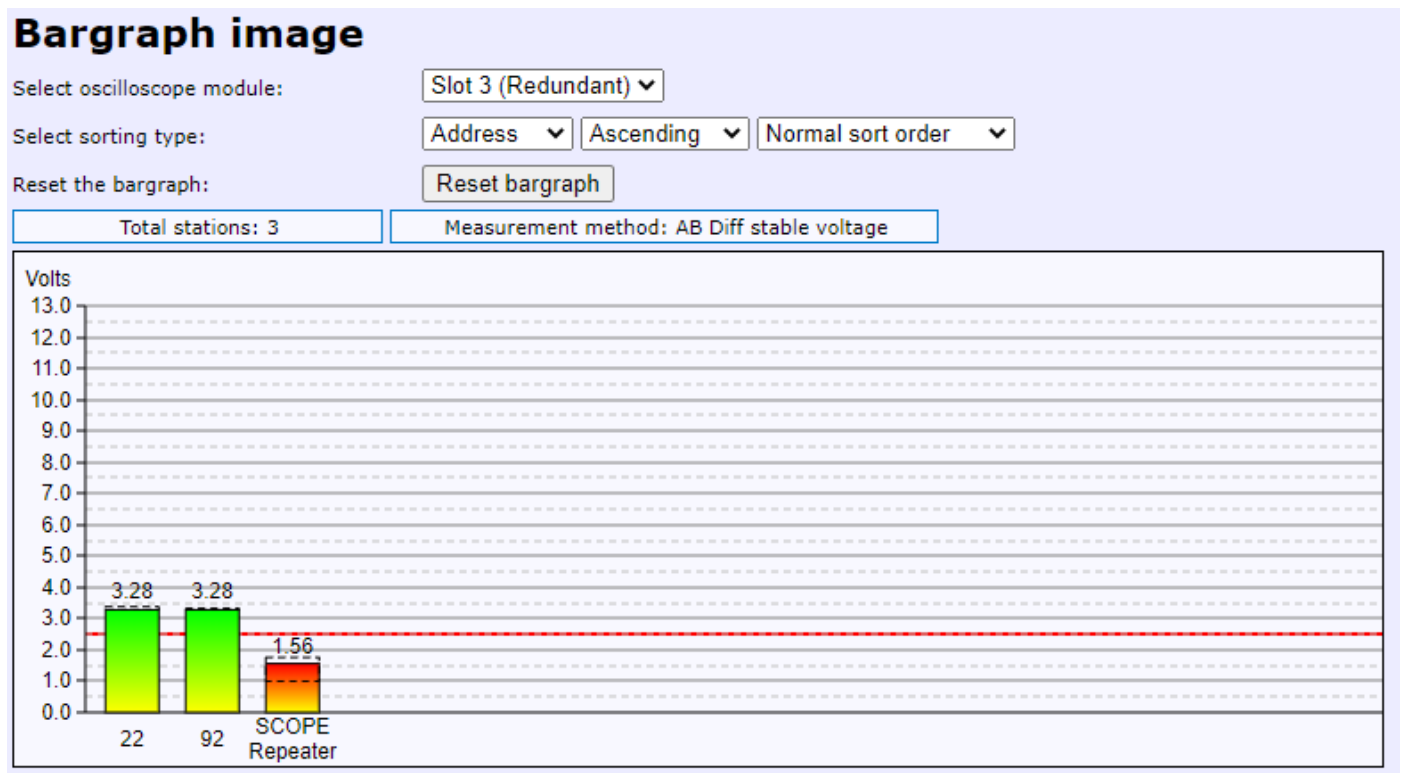 Bargraph image
Select oscilloscope module: Slot 3 (Redundant)
Select sorting type: Address Ascending Normal sort order
Reset the bargraph: Reset bargraph
Total stations: 3 Measurement method: AB Diff stable voltage
Volts
13.0
12.0
11.0
10.0
9.0
8.0
7.0
6.0
5.0
4.0
3.28 3.28
3.0
2.0
1.56
1.0
0.0
22 92 SCOPE
Repeater